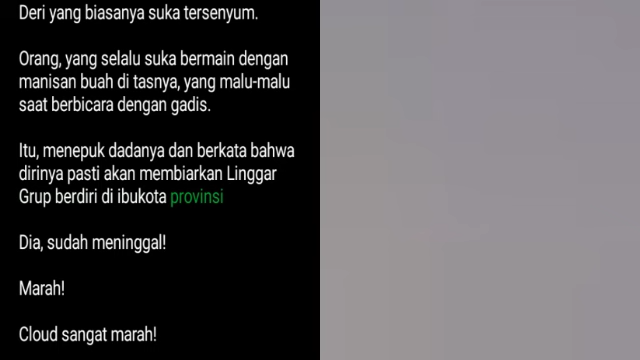 Deri yang biasanya suka tersenyum.
Orang, yang selalu suka bermain dengan
manisan buah di tasnya, yang malu-malu
saat berbicara dengan gadis.
Itu, menepuk dadanya dan berkata bahwa
dirinya pasti akan membiarkan Linggar
Grup berdiri di ibukota provinsi
Dia, sudah meninggal!
Marah!
Cloud sangat marah!